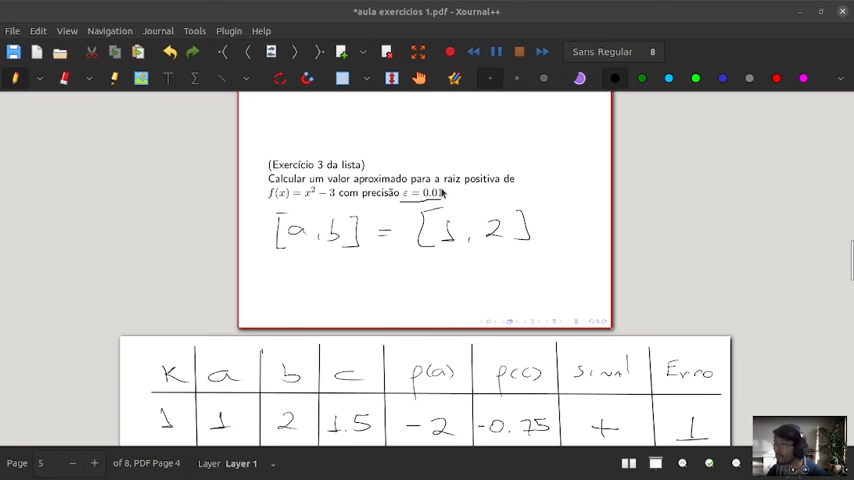 *aula exercicios 1.pdf - Xournal++
File Edit View Navigation Journal Tools Plugin Help
Sans Regular 8
(Exercício 3 da lista)
Calcular um valor aproximado para a raiz positiva de
f(x) = x² − 3 com precisão ε = 0.01
[a, b] = [1, 2]
K a b c f(a) f(c) sinal Erro
1 1 2 1.5 -2 -0.75 + 1
Page 5 of 8, PDF Page 4 Layer Layer 1